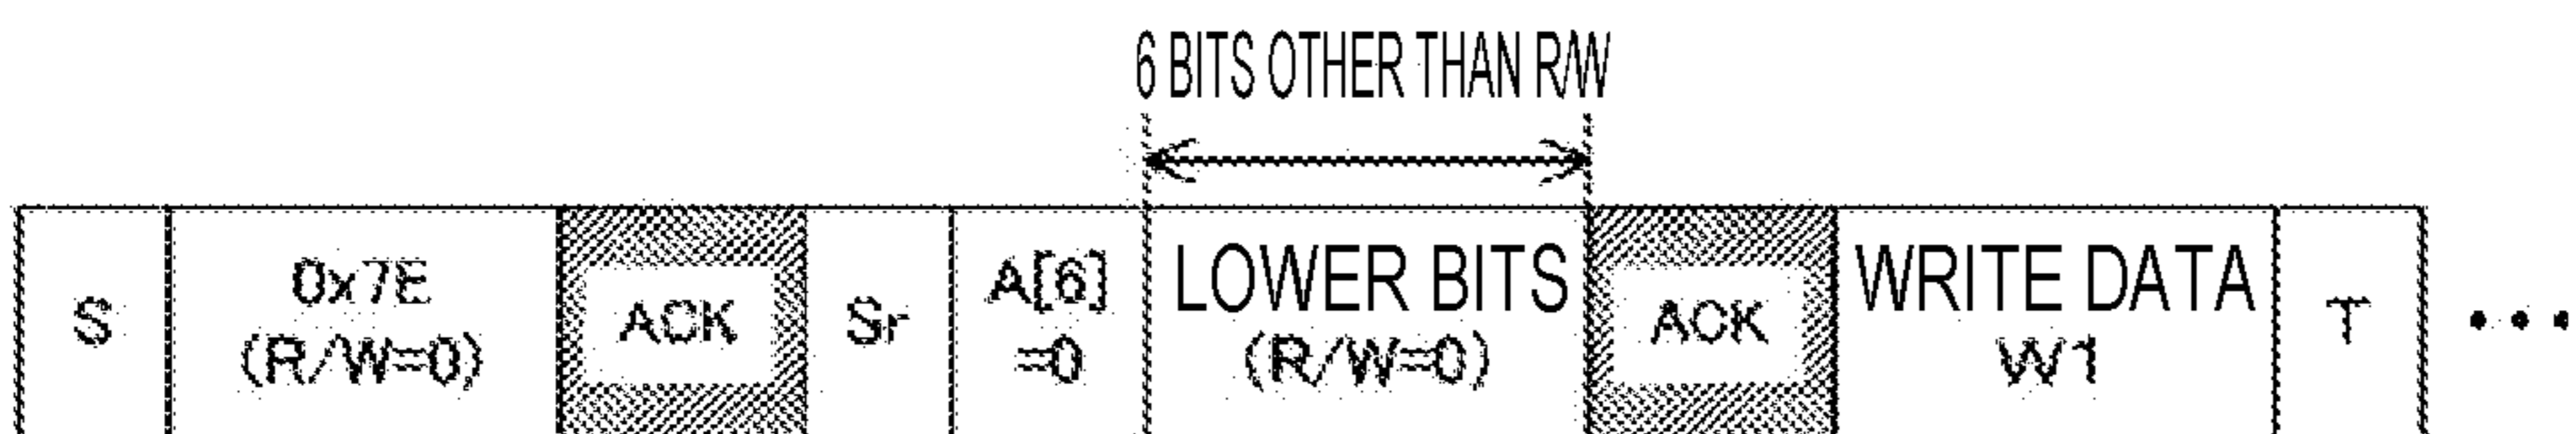 6 BITS OTHER THAN R/W
S
0x7E
(R/W=0)
ACK
Sr
A[6]
=0
LOWER BITS
(R/W=0)
ACK
WRITE DATA
W1
T
•••